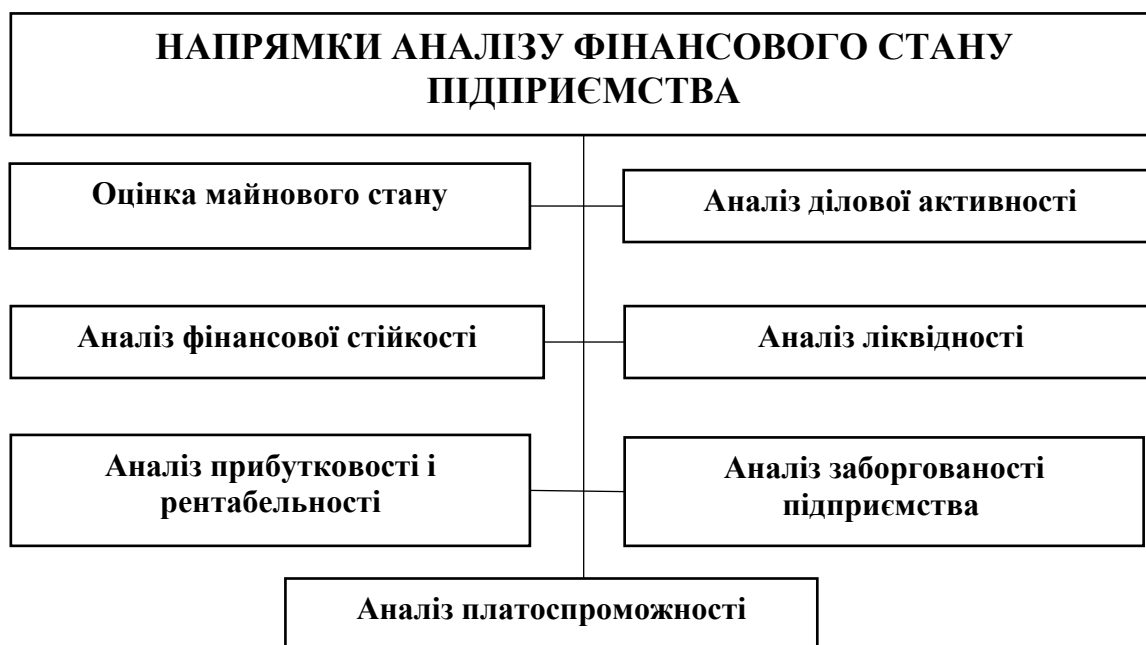 НАПРЯМКИ АНАЛІЗУ ФІНАНСОВОГО СТАНУ
ПІДПРИЄМСТВА
Оцінка майнового стану
Аналіз ділової активності
Аналіз фінансової стійкості
Аналіз ліквідності
Аналіз прибутковості і
рентабельності
Аналіз заборгованості
підприємства
Аналіз платоспроможності